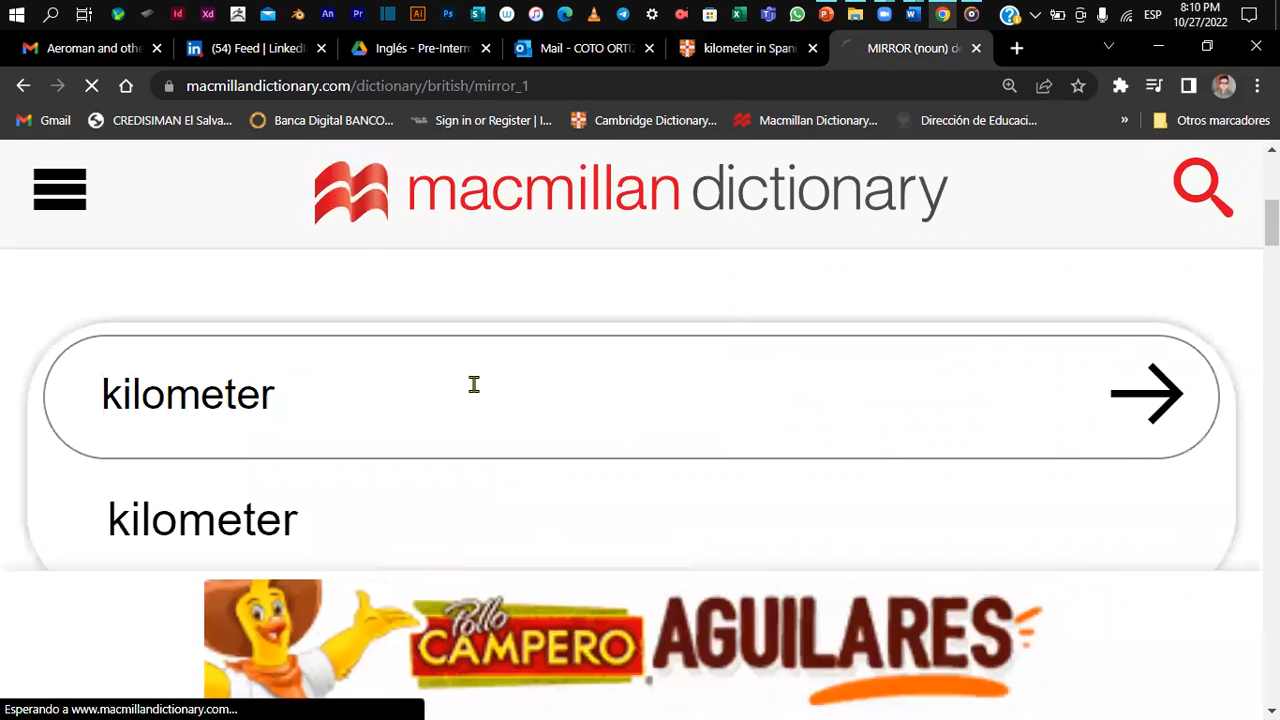 8:10 PM
ESP
10/27/2022
Aeroman and othe
(54) Feed | LinkedI
Inglés - Pre-Interm
Mail - COTO ORTIZ
kilometer in Spani
MIRROR (noun) de
macmillandictionary.com/dictionary/british/mirror_1
Gmail
CREDISIMAN El Salva...
Banca Digital BANCO...
Sign in or Register | I...
Cambridge Dictionary...
Macmillan Dictionary...
Dirección de Educaci...
»
Otros marcadores
macmillan dictionary
kilometer
kilometer
Pollo
CAMPERO
AGUILARES
Esperando a www.macmillandictionary.com...